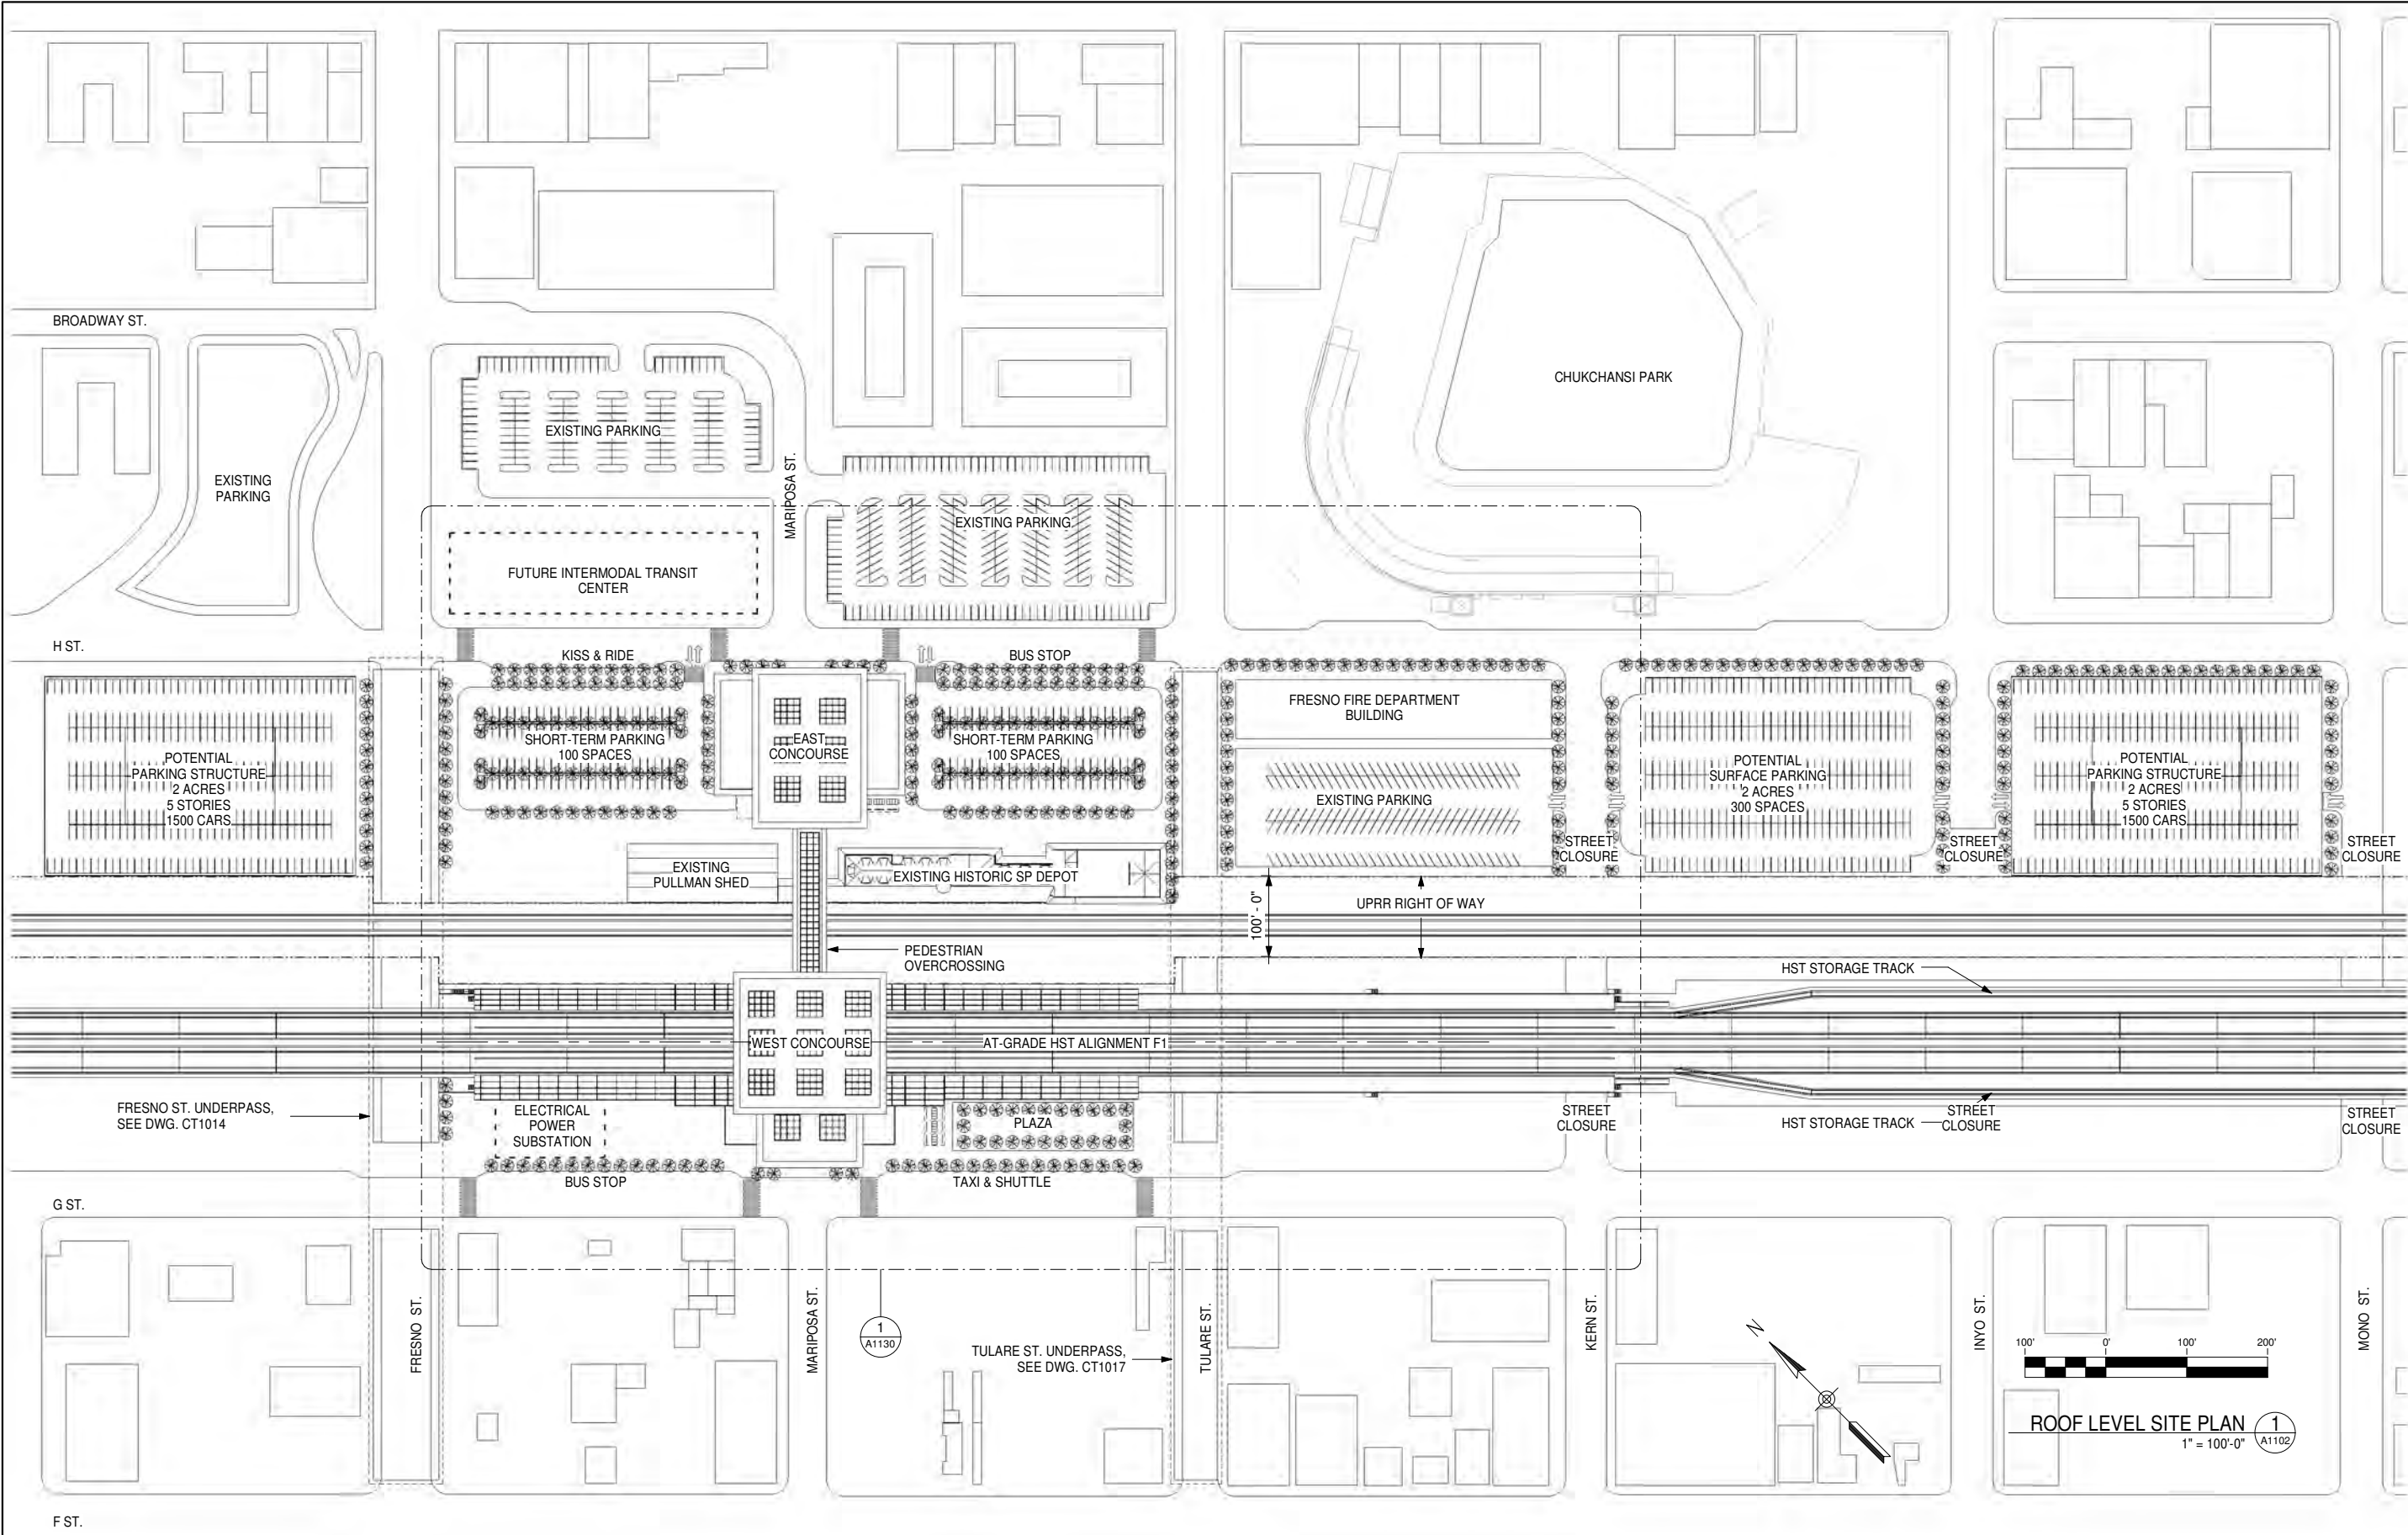 BROADWAY ST.
CHUKCHANSI PARK
EXISTING PARKING
MARIPOSA ST.
EXISTING
PARKING
EXISTING PARKING
FUTURE INTERMODAL TRANSIT
CENTER
H ST.
KISS & RIDE
BUS STOP
FRESNO FIRE DEPARTMENT
BUILDING
SHORT-TERM PARKING
100 SPACES
EAST
CONCOURSE
SHORT-TERM PARKING
100 SPACES
POTENTIAL
PARKING STRUCTURE
2 ACRES
5 STORIES
1500 CARS
EXISTING PARKING
POTENTIAL
SURFACE PARKING
2 ACRES
300 SPACES
POTENTIAL
PARKING STRUCTURE
2 ACRES
5 STORIES
1500 CARS
STREET
CLOSURE
STREET
CLOSURE
STREET
CLOSURE
EXISTING
PULLMAN SHED
EXISTING HISTORIC SP DEPOT
100' - 0"
UPRR RIGHT OF WAY
PEDESTRIAN
OVERCROSSING
HST STORAGE TRACK
WEST CONCOURSE
AT-GRADE HST ALIGNMENT F1
FRESNO ST. UNDERPASS,
SEE DWG. CT1014
ELECTRICAL
POWER
SUBSTATION
PLAZA
STREET
CLOSURE
HST STORAGE TRACK
STREET
CLOSURE
STREET
CLOSURE
BUS STOP
TAXI & SHUTTLE
G ST.
FRESNO ST.
MARIPOSA ST.
1
A1130
TULARE ST. UNDERPASS,
SEE DWG. CT1017
TULARE ST.
KERN ST.
N
INYO ST.
100' 0' 100' 200'
MONO ST.
ROOF LEVEL SITE PLAN
1" = 100'-0"
1
A1102
F ST.